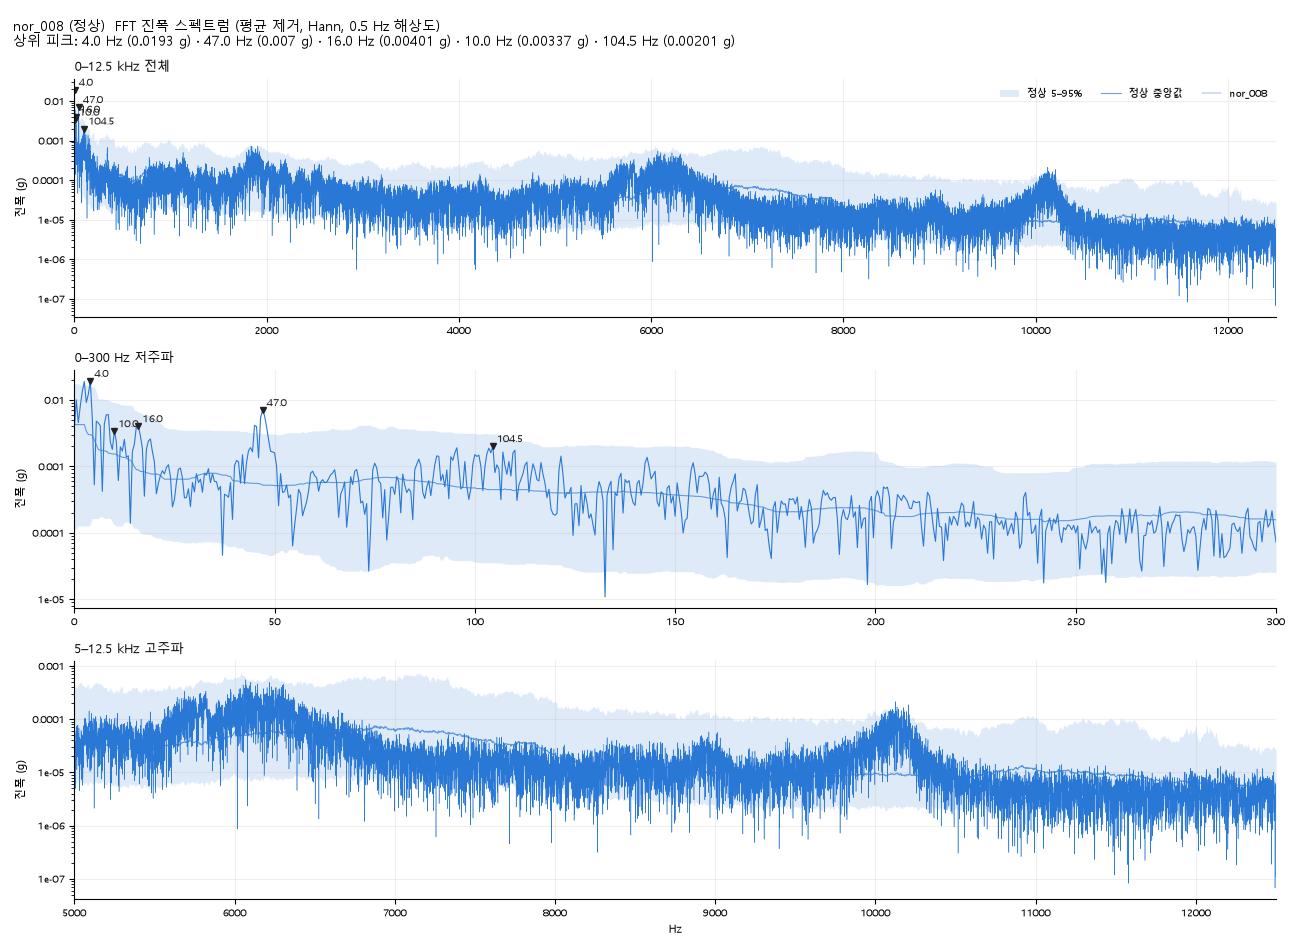 nor_008 (정상)  FFT 진폭 스펙트럼 (평균 제거, Hann, 0.5 Hz 해상도)
상위 피크: 4.0 Hz (0.0193 g) · 47.0 Hz (0.007 g) · 16.0 Hz (0.00401 g) · 10.0 Hz (0.00337 g) · 104.5 Hz (0.00201 g)
0–12.5 kHz 전체
4.0
47.0
16.0
10.0
104.5
정상 5–95%
정상 중앙값
nor_008
진폭 (g)
0.01
0.001
0.0001
1e-05
1e-06
1e-07
0 2000 4000 6000 8000 10000 12000
0–300 Hz 저주파
4.0
10.0
16.0
47.0
104.5
진폭 (g)
0.01
0.001
0.0001
1e-05
0 50 100 150 200 250 300
5–12.5 kHz 고주파
진폭 (g)
0.001
0.0001
1e-05
1e-06
1e-07
5000 6000 7000 8000 9000 10000 11000 12000
Hz